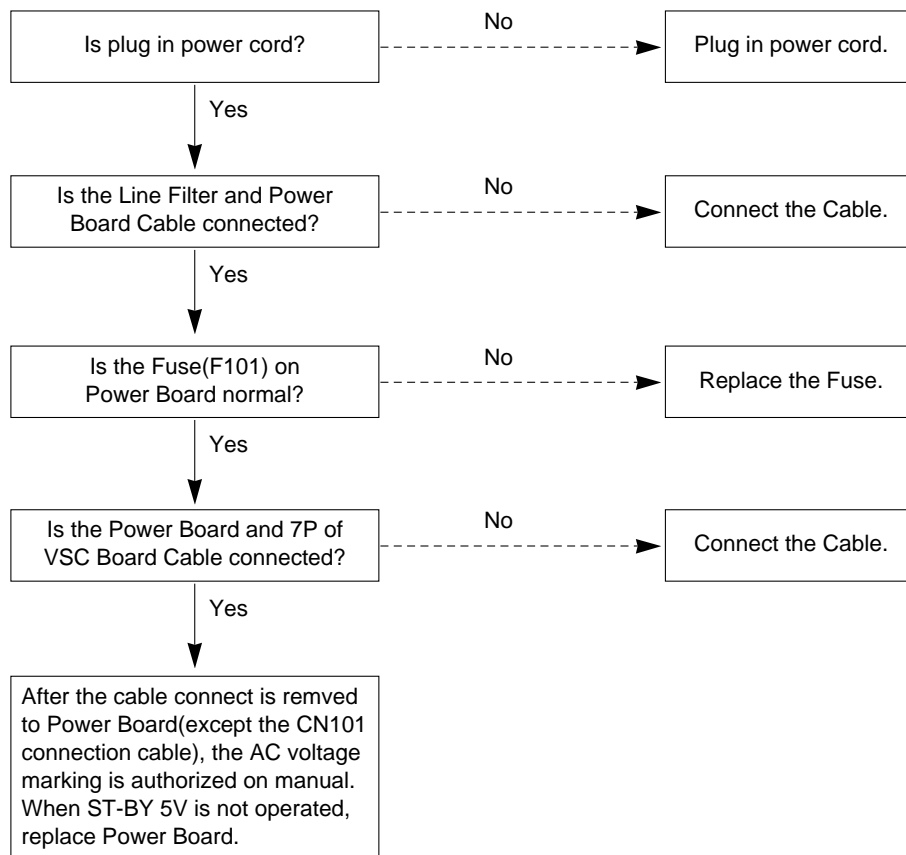 Is plug in power cord?
No
Plug in power cord.
Yes
Is the Line Filter and Power
Board Cable connected?
No
Connect the Cable.
Yes
Is the Fuse(F101) on
Power Board normal?
No
Replace the Fuse.
Yes
Is the Power Board and 7P of
VSC Board Cable connected?
No
Connect the Cable.
Yes
After the cable connect is remved
to Power Board(except the CN101
connection cable), the AC voltage
marking is authorized on manual.
When ST-BY 5V is not operated,
replace Power Board.